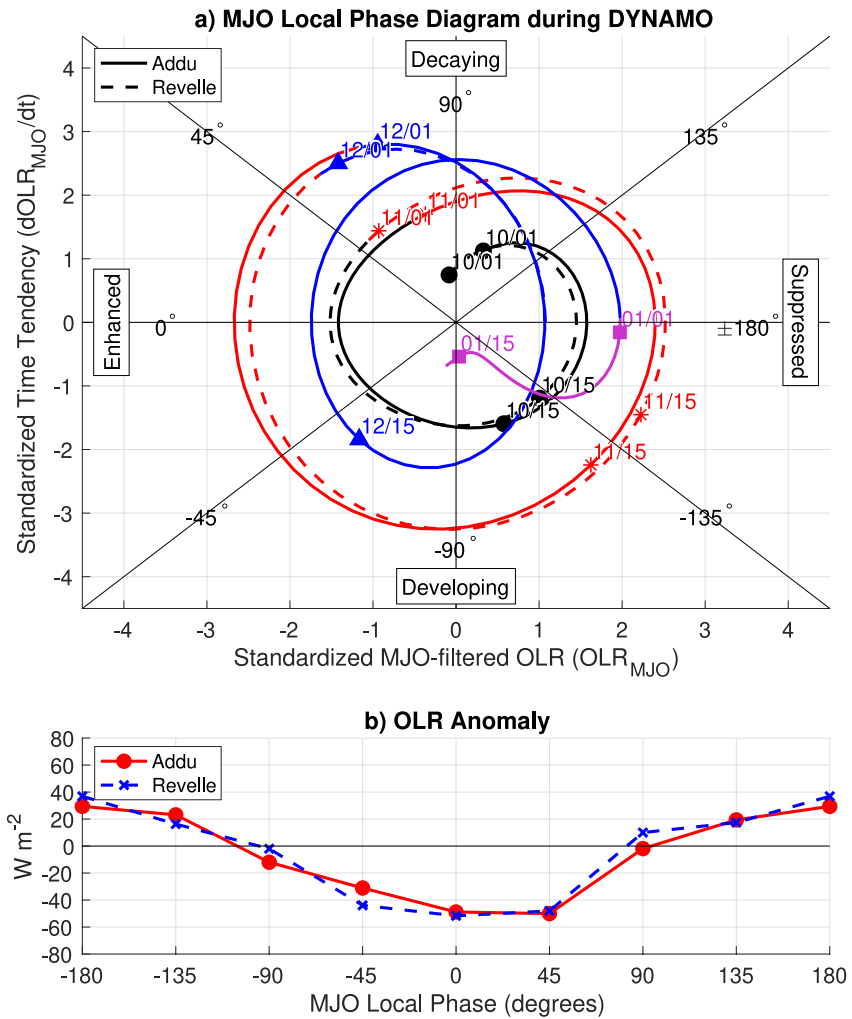 a) MJO Local Phase Diagram during DYNAMO
Addu
Revelle
Decaying
90°
45°
135°
12/01
12/01
11/01
11/01
10/01
10/01
Enhanced
0°
01/01
±180°
Suppressed
01/15
10/15
10/15
11/15
12/15
11/15
-45°
-135°
-90°
Developing
4
3
2
1
0
-1
-2
-3
-4
Standardized Time Tendency (dOLR_MJO/dt)
-4 -3 -2 -1 0 1 2 3 4
Standardized MJO-filtered OLR (OLR_MJO)
b) OLR Anomaly
Addu
Revelle
80
60
40
20
0
-20
-40
-60
-80
W m-2
-180 -135 -90 -45 0 45 90 135 180
MJO Local Phase (degrees)